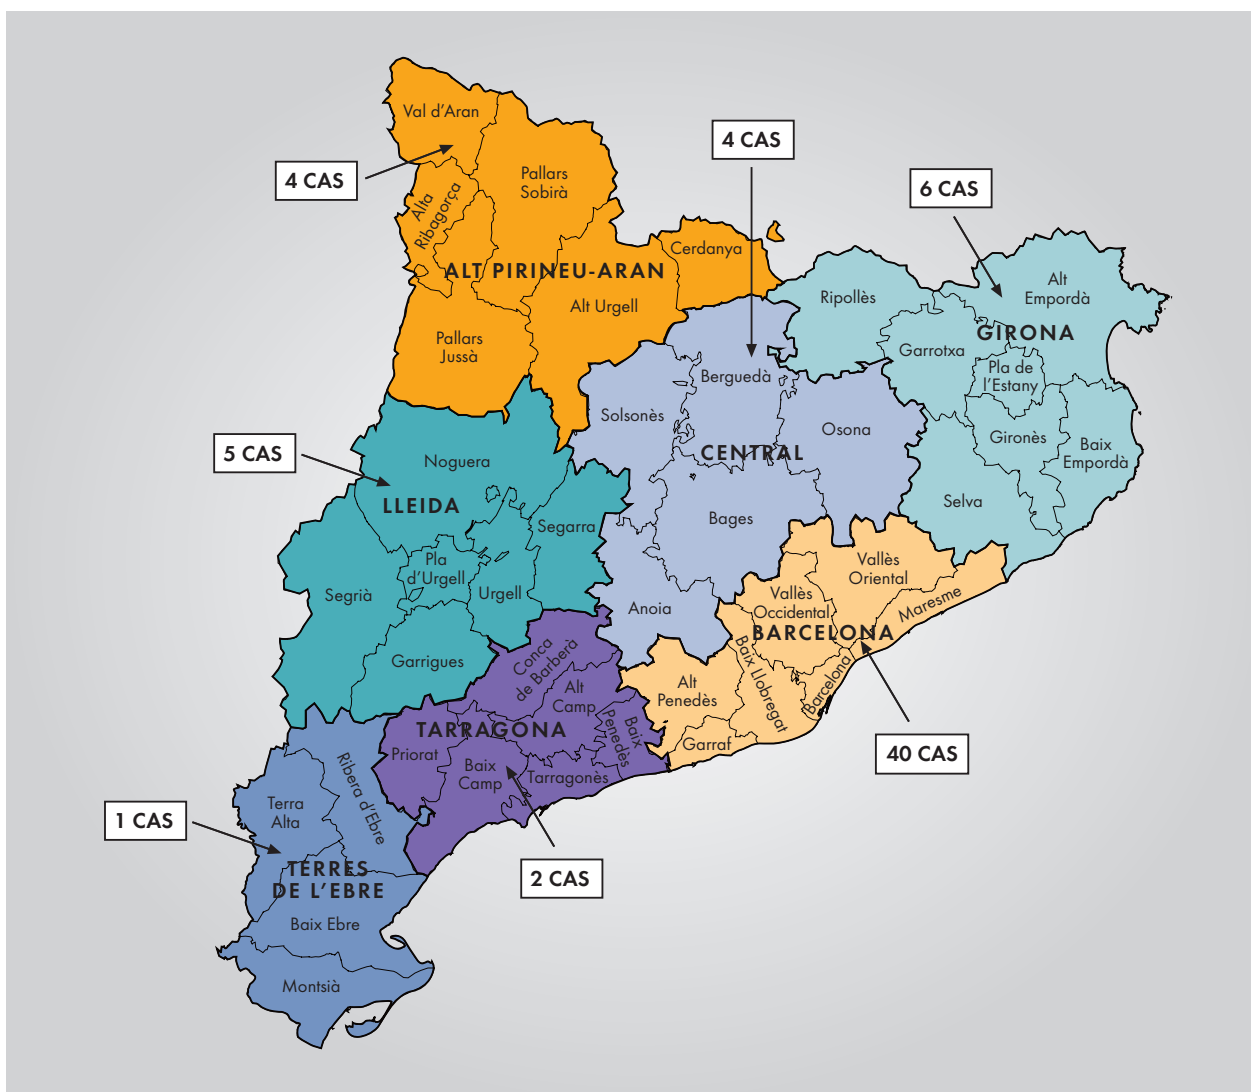 Val d'Aran
4 CAS
4 CAS
Pallars
Sobirà
6 CAS
Alta
Ribagorça
Cerdanya
ALT PIRINEU-ARAN
Alt Urgell
Ripollès
Alt
Empordà
GIRONA
Pallars
Jussà
Garrotxa
Pla de
l'Estany
Berguedà
Solsonès
Osona
Gironès
Baix
Empordà
CENTRAL
5 CAS
Noguera
LLEIDA
Segarra
Bages
Selva
Pla
d'Urgell
Vallès
Oriental
Segrià
Urgell
Anoia
Vallès
Occidental
Maresme
BARCELONA
Garrigues
Conca
de Barberà
Alt
Camp
Alt
Penedès
Baix Llobregat
Barcelona
TARRAGONA
Priorat
Baix
Penedès
Garraf
40 CAS
Baix
Camp
Tarragonès
Ribera d'Ebre
Terra
Alta
1 CAS
TERRES
DE L'EBRE
2 CAS
Baix Ebre
Montsià